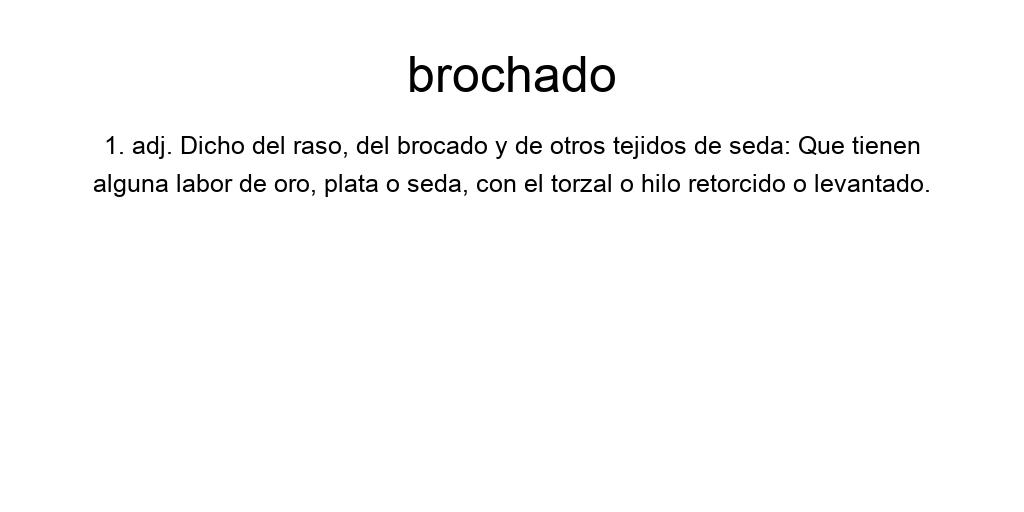 brochado
1. adj. Dicho del raso, del brocado y de otros tejidos de seda: Que tienen
alguna labor de oro, plata o seda, con el torzal o hilo retorcido o levantado.